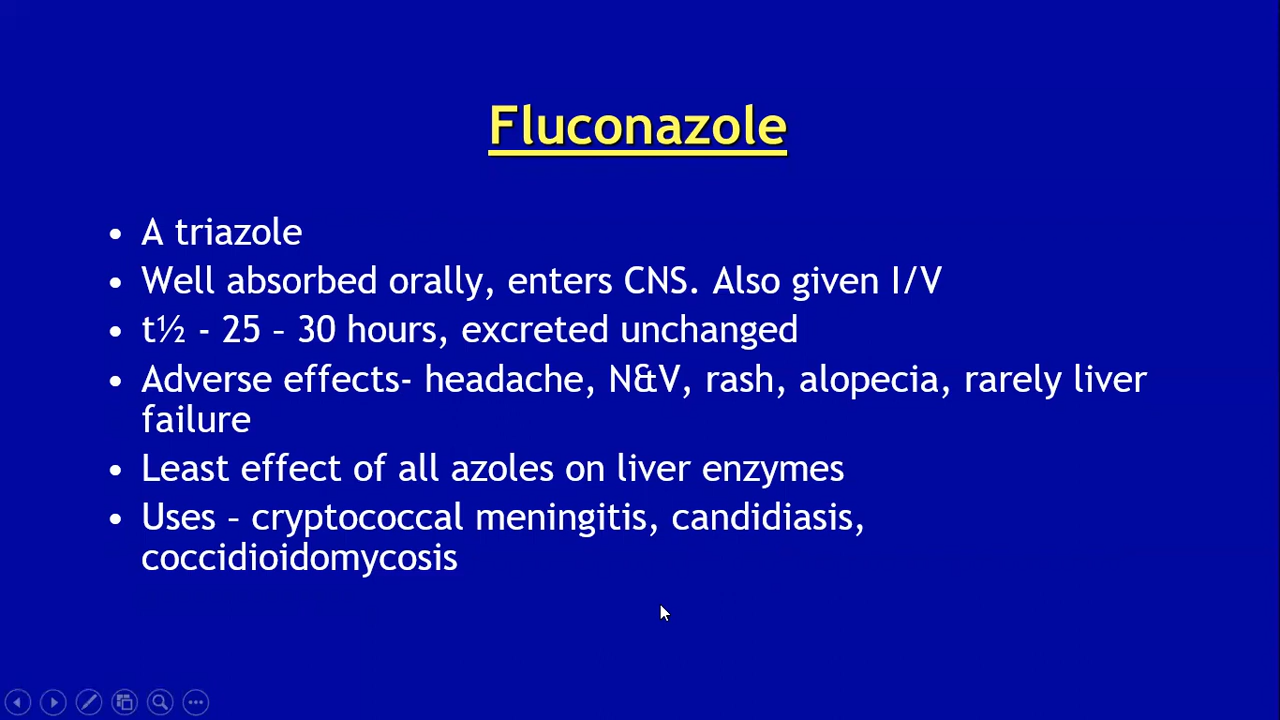 Fluconazole
• A triazole
• Well absorbed orally, enters CNS. Also given I/V
• t½ - 25 – 30 hours, excreted unchanged
• Adverse effects- headache, N&V, rash, alopecia, rarely liver
failure
• Least effect of all azoles on liver enzymes
• Uses – cryptococcal meningitis, candidiasis,
coccidioidomycosis